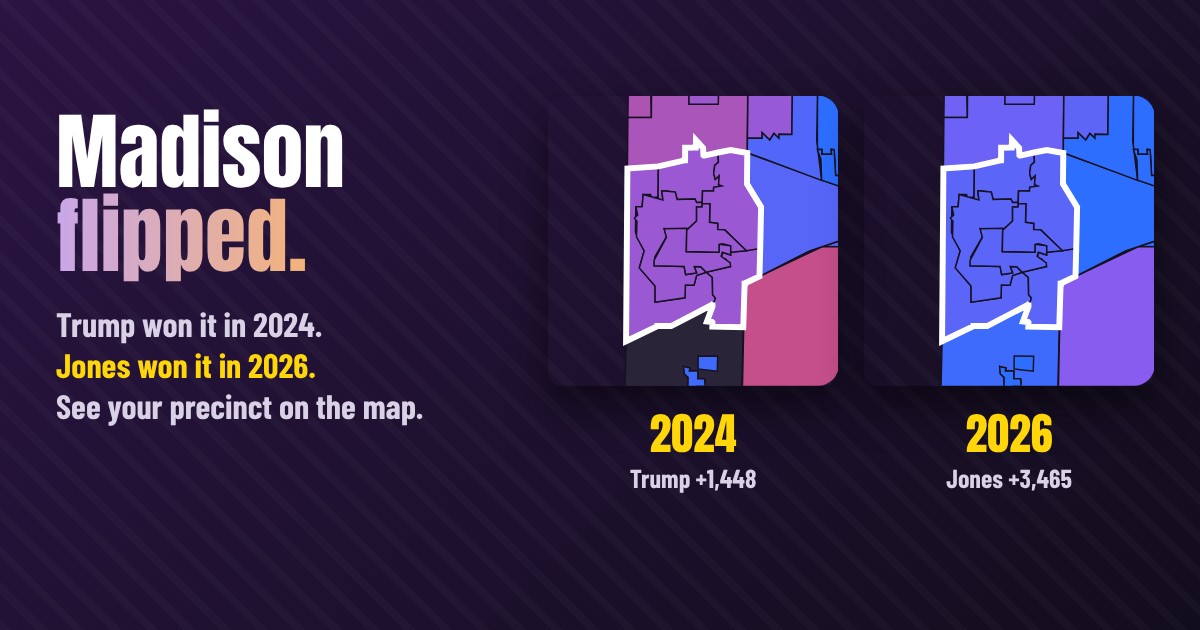 Madison
flipped.
Trump won it in 2024.
Jones won it in 2026.
See your precinct on the map.
2024
Trump +1,448
2026
Jones +3,465